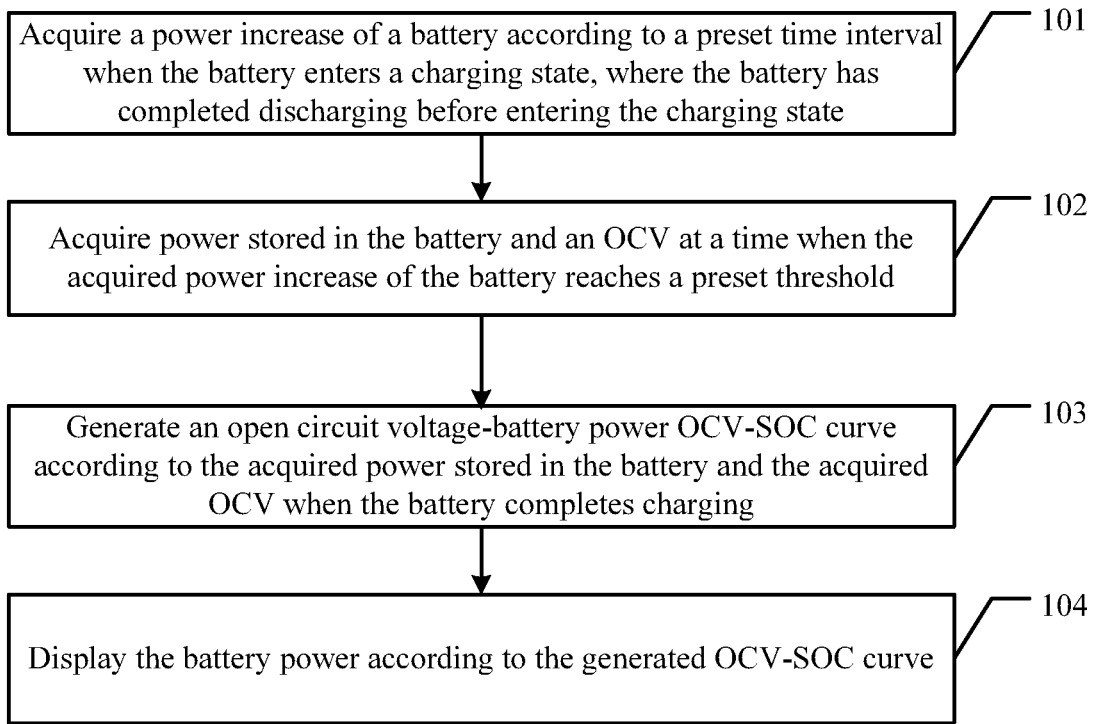 Acquire a power increase of a battery according to a preset time interval
when the battery enters a charging state, where the battery has
completed discharging before entering the charging state
101
Acquire power stored in the battery and an OCV at a time when the
acquired power increase of the battery reaches a preset threshold
102
Generate an open circuit voltage-battery power OCV-SOC curve
according to the acquired power stored in the battery and the acquired
OCV when the battery completes charging
103
Display the battery power according to the generated OCV-SOC curve
104